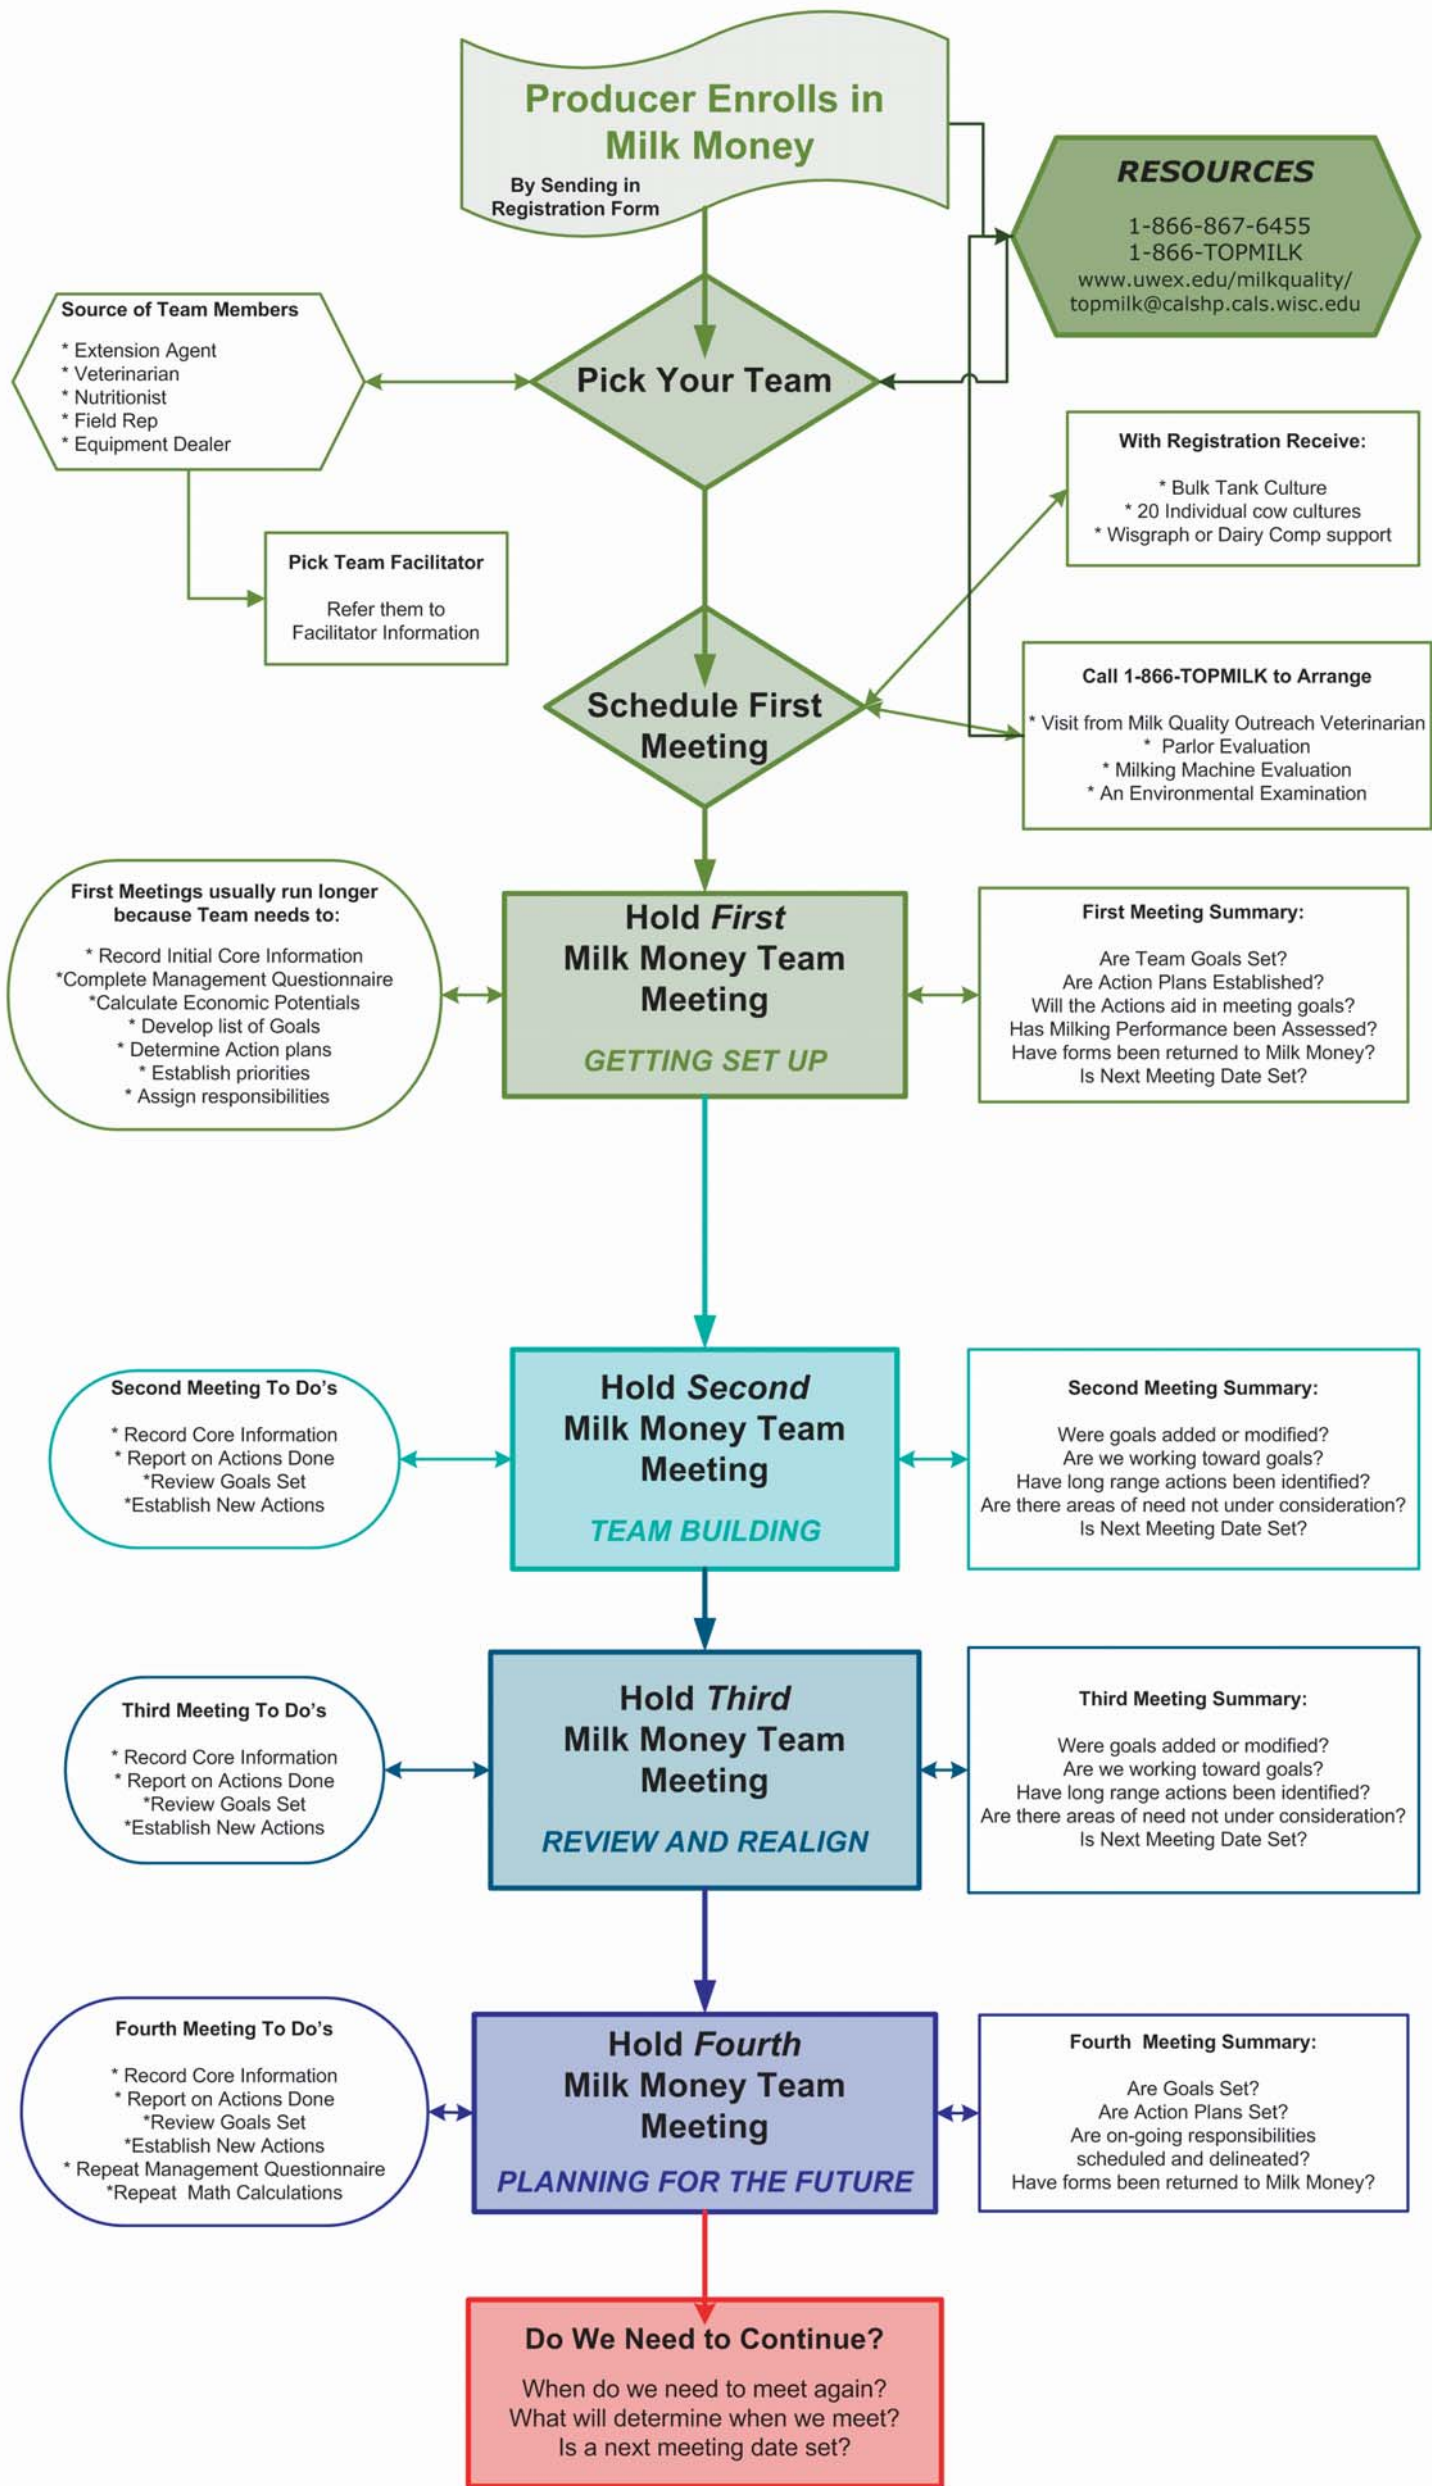 Producer Enrolls in
Milk Money
By Sending in
Registration Form
RESOURCES
1-866-867-6455
1-866-TOPMILK
www.uwex.edu/milkquality/
topmilk@calshp.cals.wisc.edu
Source of Team Members
* Extension Agent
* Veterinarian
* Nutritionist
* Field Rep
* Equipment Dealer
Pick Your Team
With Registration Receive:
* Bulk Tank Culture
* 20 Individual cow cultures
* Wisgraph or Dairy Comp support
Pick Team Facilitator
Refer them to
Facilitator Information
Schedule First
Meeting
Call 1-866-TOPMILK to Arrange
* Visit from Milk Quality Outreach Veterinarian
* Parlor Evaluation
* Milking Machine Evaluation
* An Environmental Examination
First Meetings usually run longer
because Team needs to:
* Record Initial Core Information
*Complete Management Questionnaire
*Calculate Economic Potentials
* Develop list of Goals
* Determine Action plans
* Establish priorities
* Assign responsibilities
Hold First
Milk Money Team
Meeting
GETTING SET UP
First Meeting Summary:
Are Team Goals Set?
Are Action Plans Established?
Will the Actions aid in meeting goals?
Has Milking Performance been Assessed?
Have forms been returned to Milk Money?
Is Next Meeting Date Set?
Second Meeting To Do's
* Record Core Information
* Report on Actions Done
*Review Goals Set
*Establish New Actions
Hold Second
Milk Money Team
Meeting
TEAM BUILDING
Second Meeting Summary:
Were goals added or modified?
Are we working toward goals?
Have long range actions been identified?
Are there areas of need not under consideration?
Is Next Meeting Date Set?
Third Meeting To Do's
* Record Core Information
* Report on Actions Done
*Review Goals Set
*Establish New Actions
Hold Third
Milk Money Team
Meeting
REVIEW AND REALIGN
Third Meeting Summary:
Were goals added or modified?
Are we working toward goals?
Have long range actions been identified?
Are there areas of need not under consideration?
Is Next Meeting Date Set?
Fourth Meeting To Do's
* Record Core Information
* Report on Actions Done
*Review Goals Set
*Establish New Actions
* Repeat Management Questionnaire
*Repeat Math Calculations
Hold Fourth
Milk Money Team
Meeting
PLANNING FOR THE FUTURE
Fourth Meeting Summary:
Are Goals Set?
Are Action Plans Set?
Are on-going responsibilities
scheduled and delineated?
Have forms been returned to Milk Money?
Do We Need to Continue?
When do we need to meet again?
What will determine when we meet?
Is a next meeting date set?